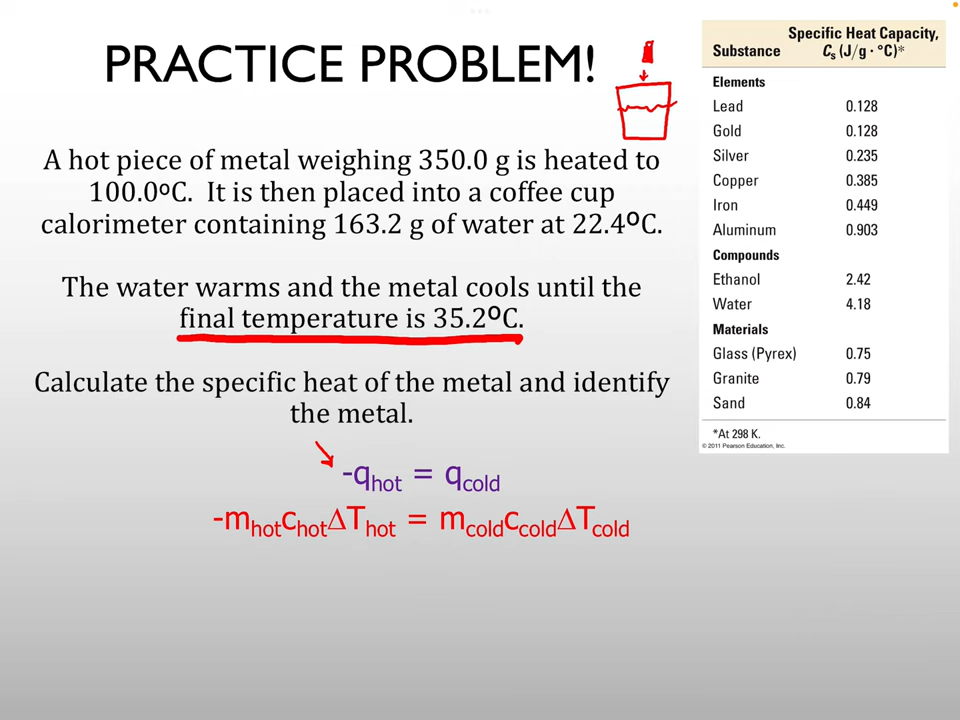 PRACTICE PROBLEM!
A hot piece of metal weighing 350.0 g is heated to
100.0ºC. It is then placed into a coffee cup
calorimeter containing 163.2 g of water at 22.4ºC.
The water warms and the metal cools until the
final temperature is 35.2ºC.
Calculate the specific heat of the metal and identify
the metal.
-qhot = qcold
-mhotchot∆Thot = mcoldccold∆Tcold
Specific Heat Capacity,
Substance Cs (J/g · °C)*
Elements
Lead 0.128
Gold 0.128
Silver 0.235
Copper 0.385
Iron 0.449
Aluminum 0.903
Compounds
Ethanol 2.42
Water 4.18
Materials
Glass (Pyrex) 0.75
Granite 0.79
Sand 0.84
*At 298 K.
© 2011 Pearson Education, Inc.